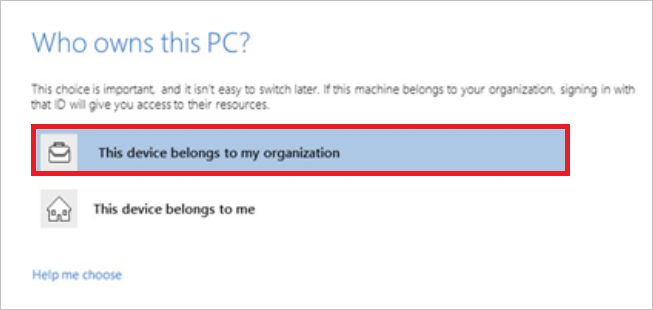 Who owns this PC?
This choice is important, and it isn't easy to switch later. If this machine belongs to your organization, signing in with
that ID will give you access to their resources.
This device belongs to my organization
This device belongs to me
Help me choose